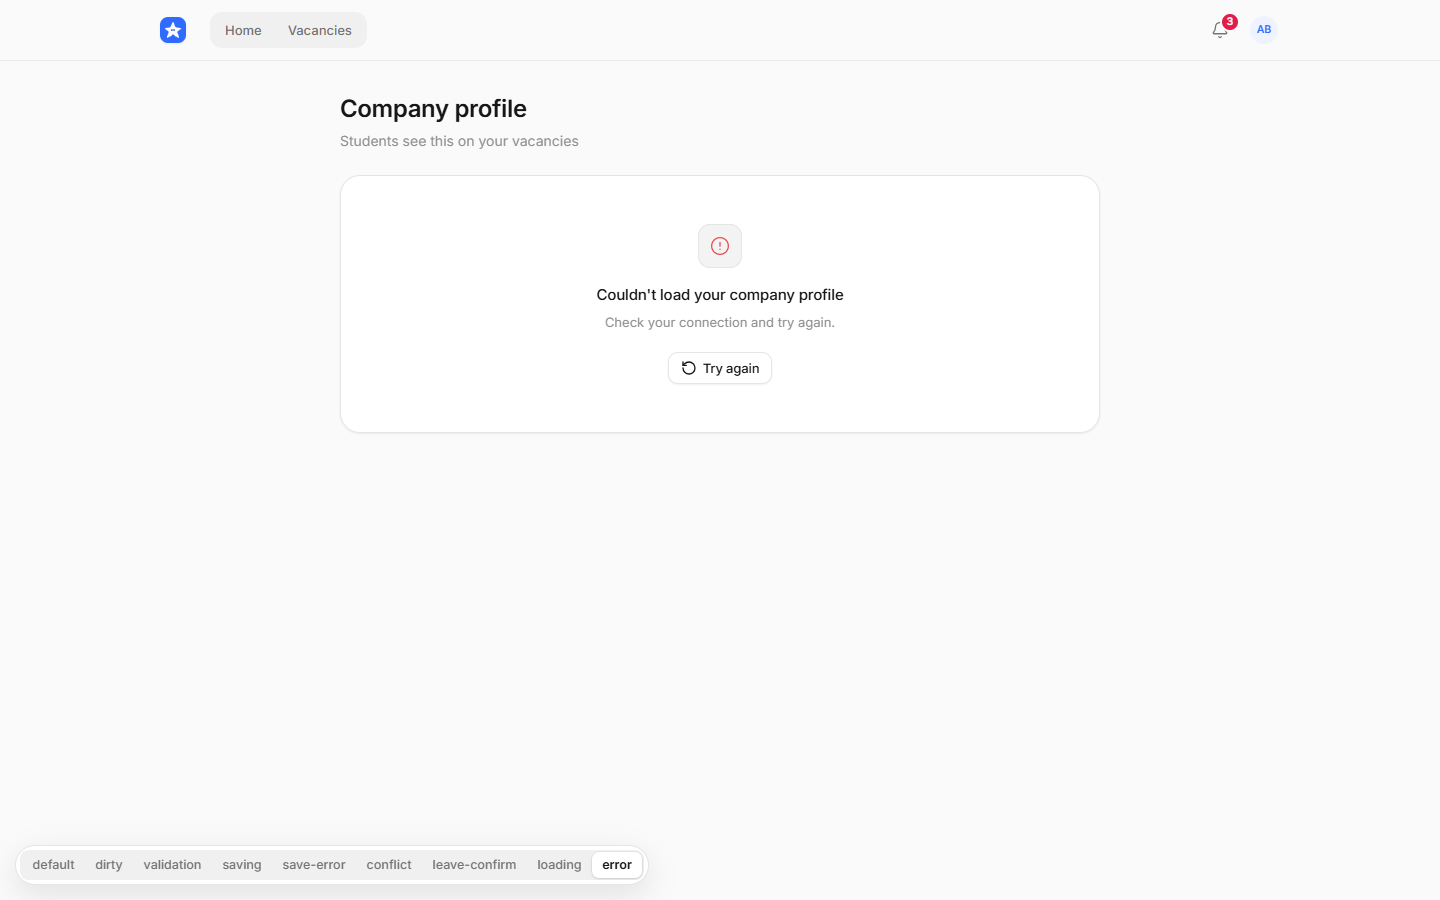 Home
Vacancies
3
AB
Company profile
Students see this on your vacancies
Couldn't load your company profile
Check your connection and try again.
Try again
default
dirty
validation
saving
save-error
conflict
leave-confirm
loading
error